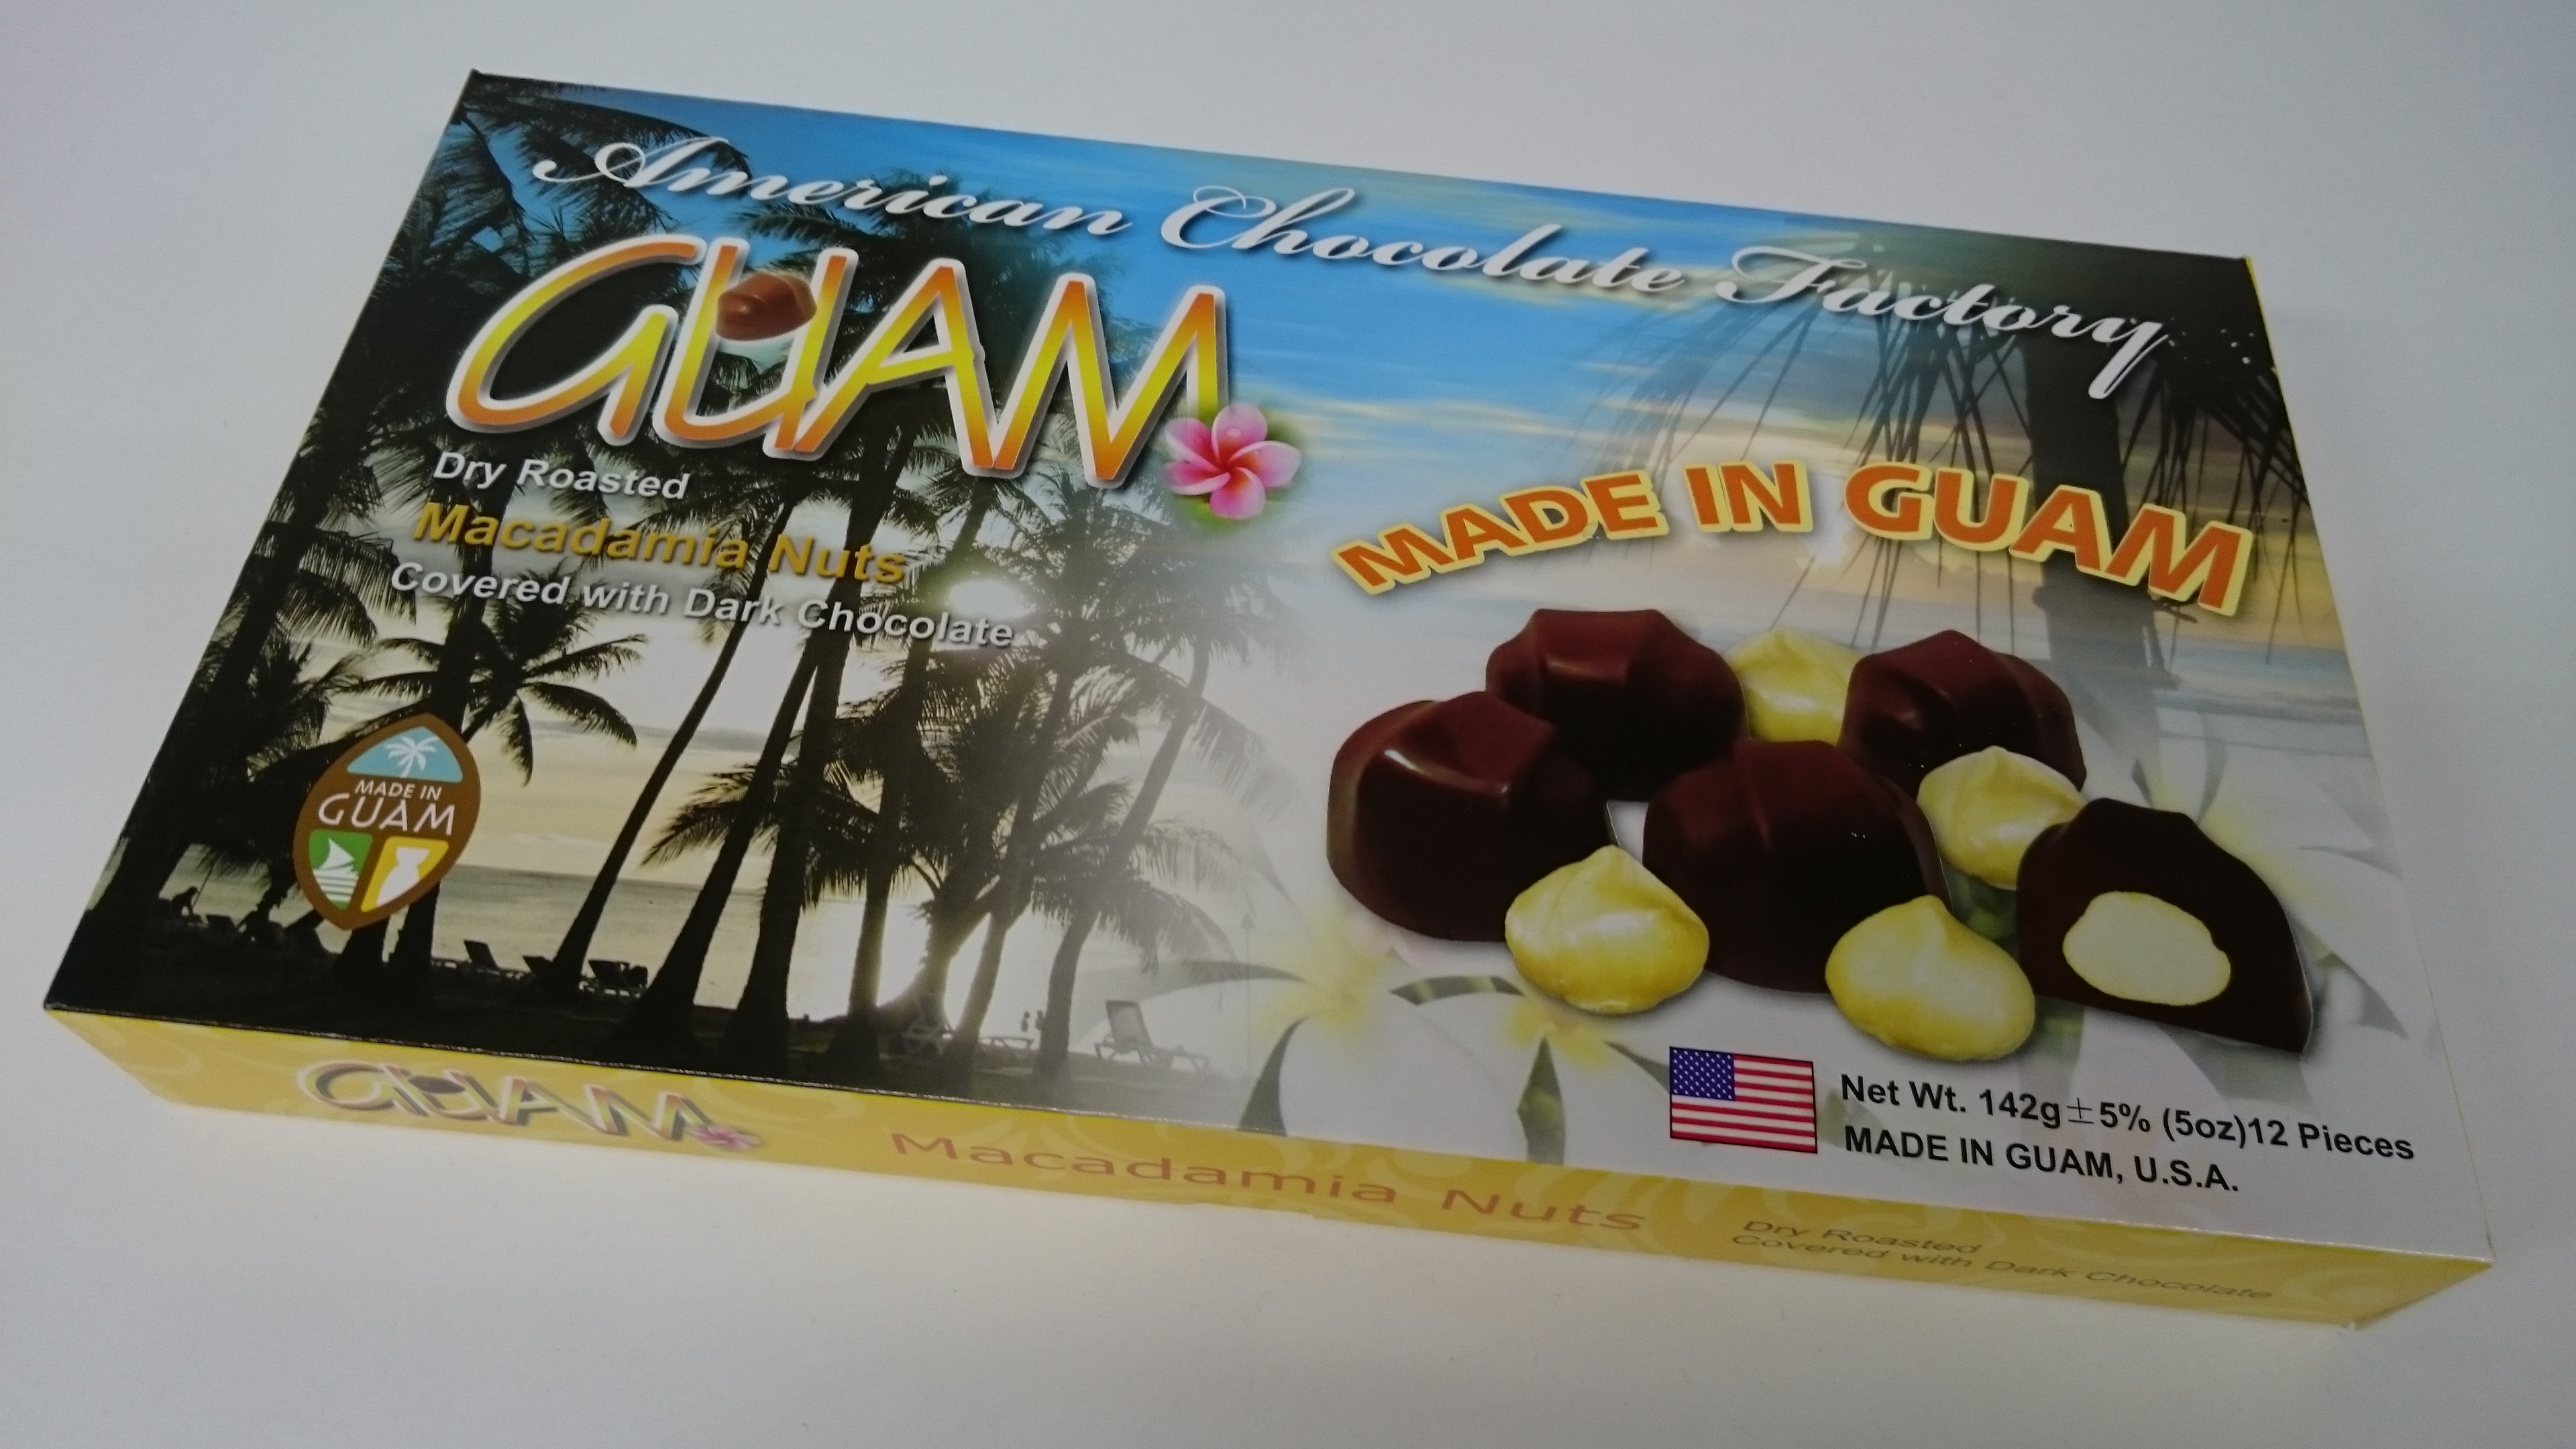 American Chocolate Factory
GUAM
Dry Roasted
Macadamia Nuts
Covered with Dark Chocolate
MADE IN GUAM
MADE IN
GUAM
Net Wt. 142g±5% (5oz)12 Pieces
MADE IN GUAM, U.S.A.
GUAM
Macadamia Nuts
Dry Roasted
Covered with Dark Chocolate